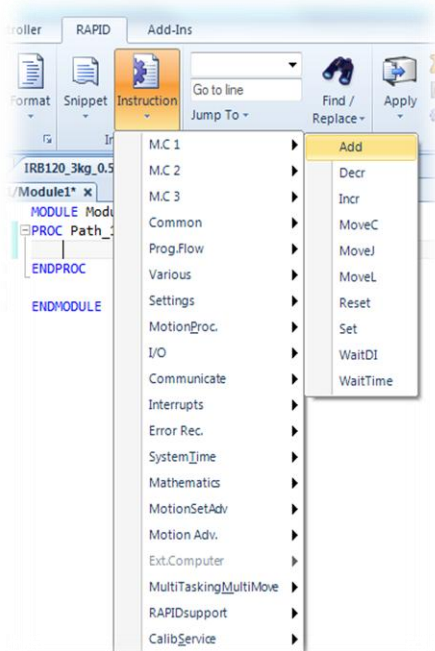 troller RAPID Add-Ins
Format Snippet Instruction Go to line Find / Apply
Jump To Replace
IRB120_3kg_0.5
/Module1* x
MODULE Modu
PROC Path_1
ENDPROC
ENDMODULE
M.C 1
M.C 2
M.C 3
Common
Prog.Flow
Various
Settings
MotionProc.
I/O
Communicate
Interrupts
Error Rec.
SystemTime
Mathematics
MotionSetAdv
Motion Adv.
Ext.Computer
MultiTaskingMultiMove
RAPIDsupport
CalibService
Add
Decr
Incr
MoveC
MoveJ
MoveL
Reset
Set
WaitDI
WaitTime